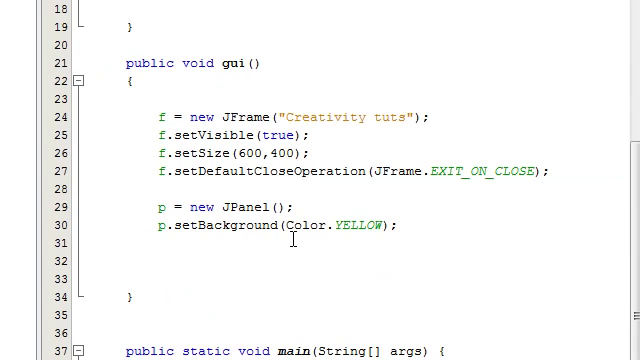 18
19 }
20
21 public void gui()
22 {
23
24 f = new JFrame("Creativity tuts");
25 f.setVisible(true);
26 f.setSize(600,400);
27 f.setDefaultCloseOperation(JFrame.EXIT_ON_CLOSE);
28
29 p = new JPanel();
30 p.setBackground(Color.YELLOW);
31
32
33
34 }
35
36
37 public static void main(String[] args) {